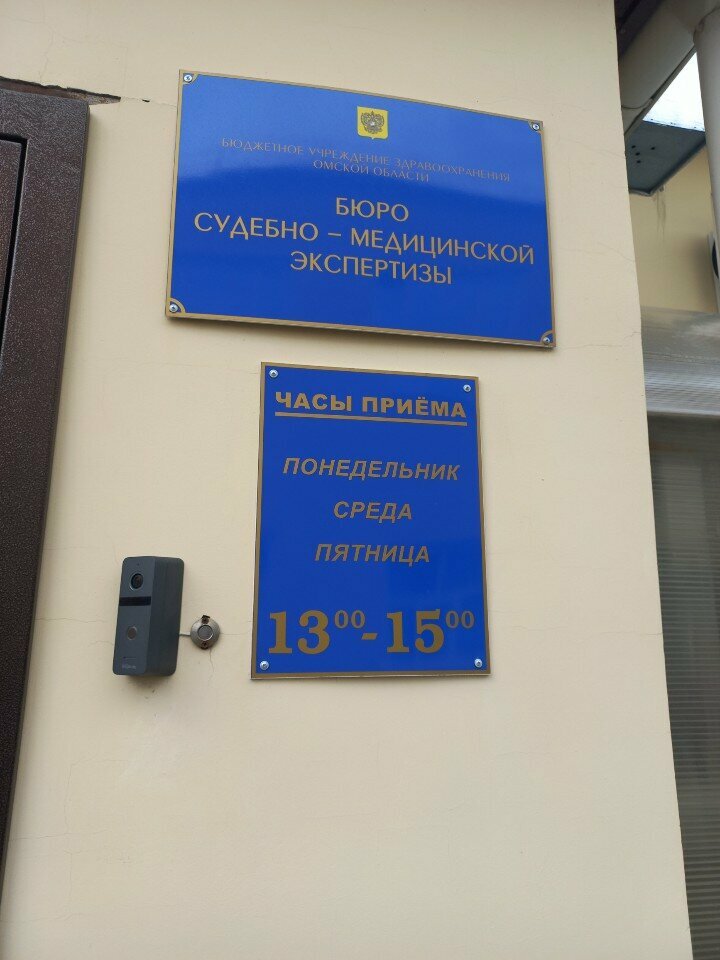 БЮДЖЕТНОЕ УЧРЕЖДЕНИЕ ЗДРАВООХРАНЕНИЯ
ОМСКОЙ ОБЛАСТИ
БЮРО
СУДЕБНО – МЕДИЦИНСКОЙ
ЭКСПЕРТИЗЫ
ЧАСЫ ПРИЁМА
ПОНЕДЕЛЬНИК
СРЕДА
ПЯТНИЦА
13⁰⁰-15⁰⁰